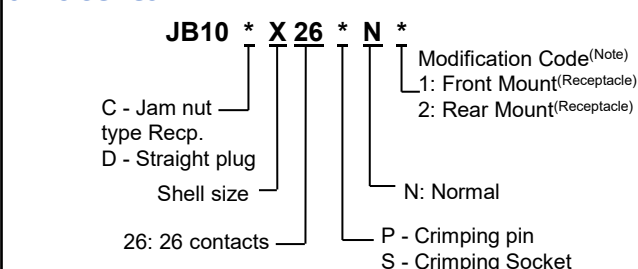 JB10 * X 26 * N *
Modification Code(Note)
1: Front Mount(Receptacle)
2: Rear Mount(Receptacle)
C - Jam nut
type Recp.
D - Straight plug
Shell size
N: Normal
26: 26 contacts
P - Crimping pin
S - Crimping Socket